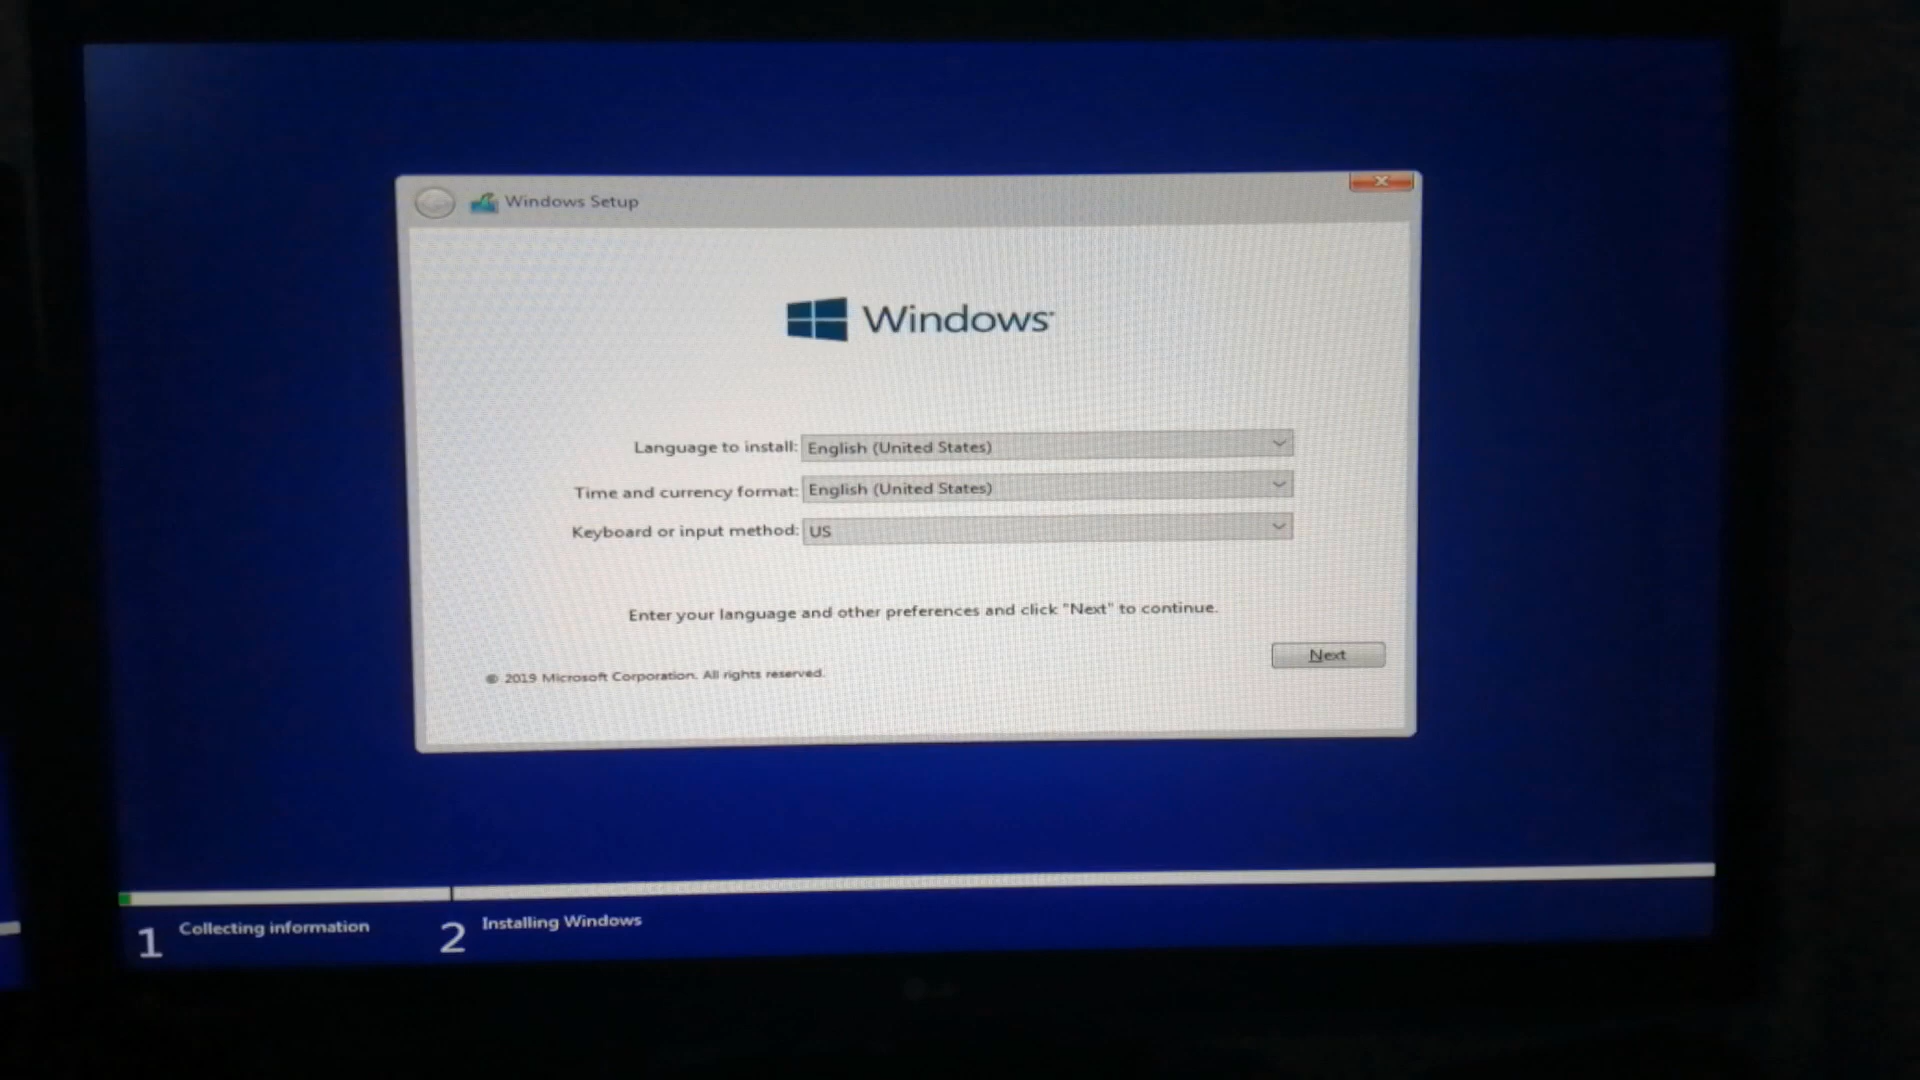 Windows Setup
Windows
Language to install: English (United States)
Time and currency format: English (United States)
Keyboard or input method: US
Enter your language and other preferences and click "Next" to continue.
Next
© 2019 Microsoft Corporation. All rights reserved.
1 Collecting information
2 Installing Windows